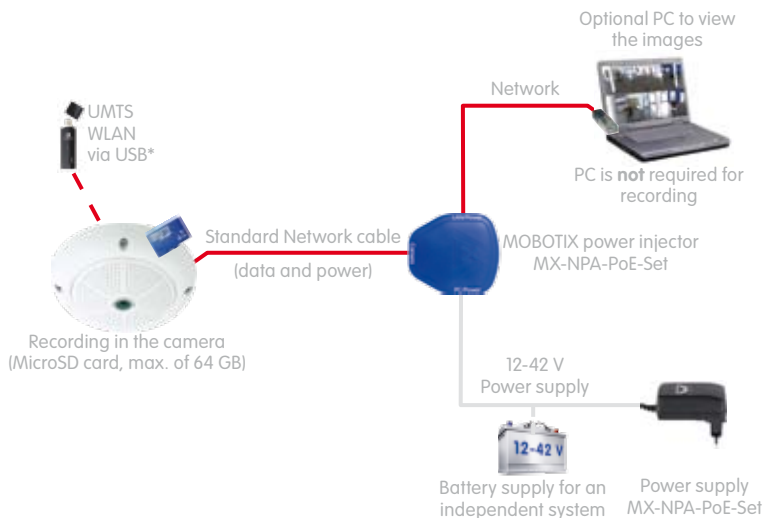 Optional PC to view
the images
Network
UMTS
WLAN
via USB*
PC is not required for
recording
Standard Network cable
(data and power)
MOBOTIX power injector
MX-NPA-PoE-Set
PC Power
Recording in the camera
(MicroSD card, max. of 64 GB)
12-42 V
Power supply
12-42 V
Battery supply for an
independent system
Power supply
MX-NPA-PoE-Set